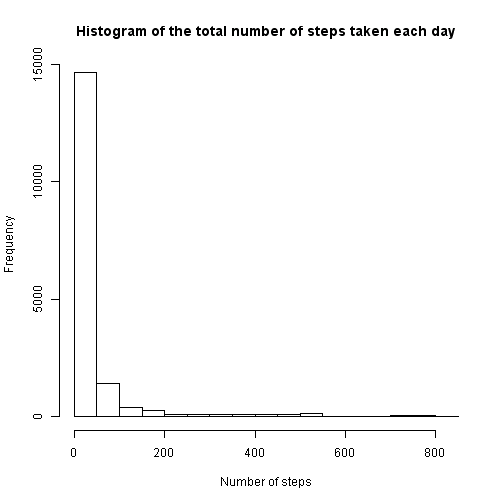 Histogram of the total number of steps taken each day
15000
10000
5000
0
Frequency
0 200 400 600 800
Number of steps